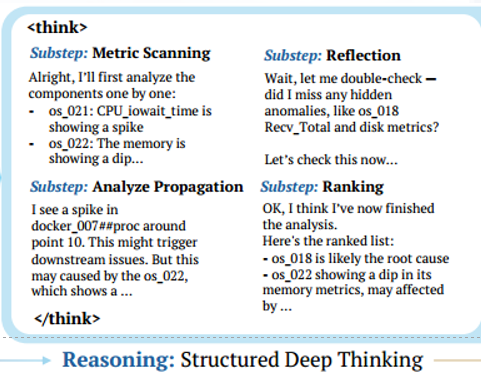 <think>
Substep: Metric Scanning
Alright, I'll first analyze the
components one by one:
- os_021: CPU_iowait_time is
showing a spike
- os_022: The memory is
showing a dip...
Substep: Reflection
Wait, let me double-check —
did I miss any hidden
anomalies, like os_018
Recv_Total and disk metrics?
Let's check this now...
Substep: Analyze Propagation
I see a spike in
docker_007##proc around
point 10. This might trigger
downstream issues. But this
may caused by the os_022,
which shows a ...
Substep: Ranking
OK, I think I've now finished
the analysis.
Here's the ranked list:
- os_018 is likely the root cause
- os_022 showing a dip in its
memory metrics, may affected
by ...
</think>
Reasoning: Structured Deep Thinking